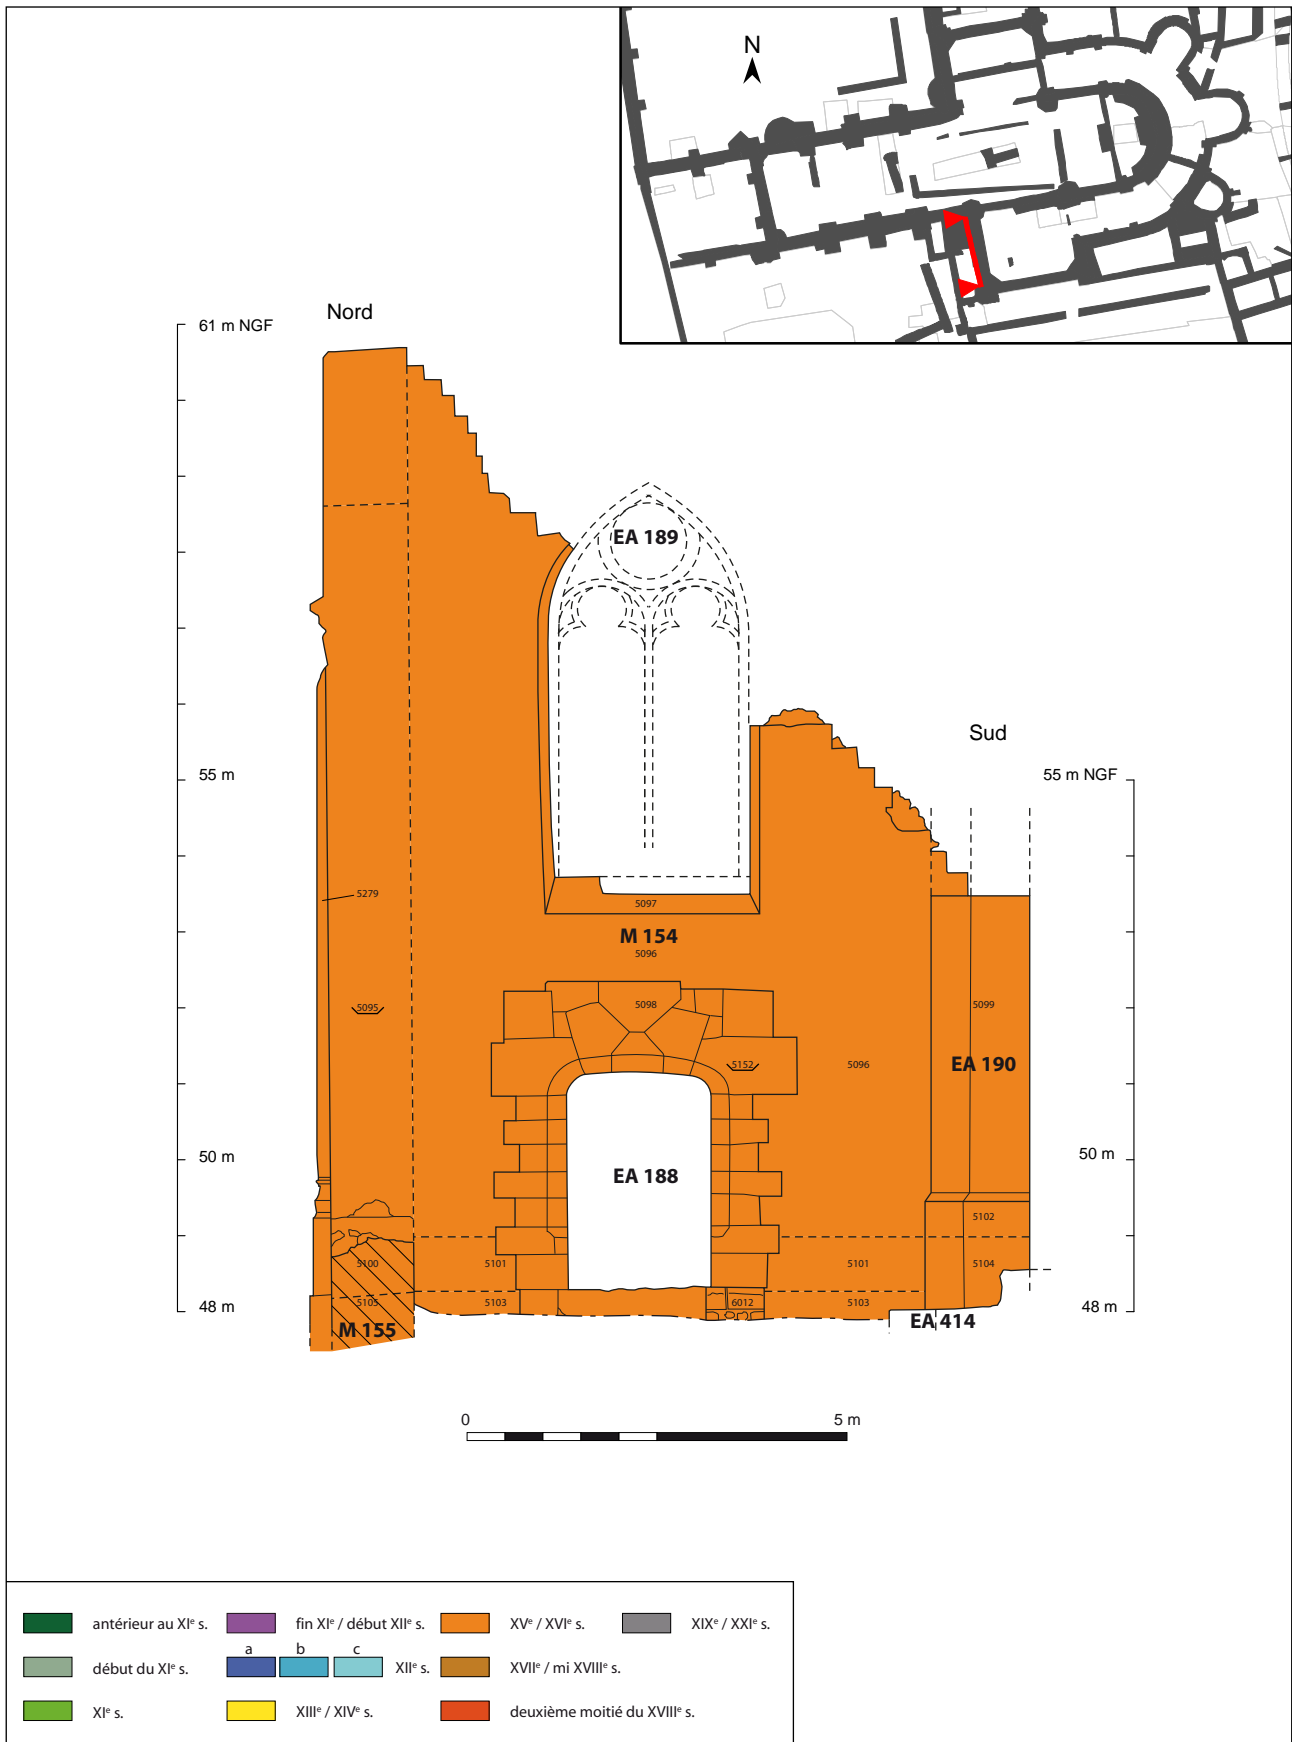 N
Nord
61 m NGF
EA 189
Sud
55 m
55 m NGF
5279
5097
M 154
5096
5095
5098
5099
5152
5096
EA 190
50 m
50 m
EA 188
5102
5100
5101
5101
5104
5105
5103
6012
5103
48 m
48 m
M 155
EA 414
0
5 m
antérieur au XIe s.
fin XIe / début XIIe s.
XVe / XVIe s.
XIXe / XXIe s.
a b c
début du XIe s.
XIIe s.
XVIIe / mi XVIIIe s.
XIe s.
XIIIe / XIVe s.
deuxième moitié du XVIIIe s.